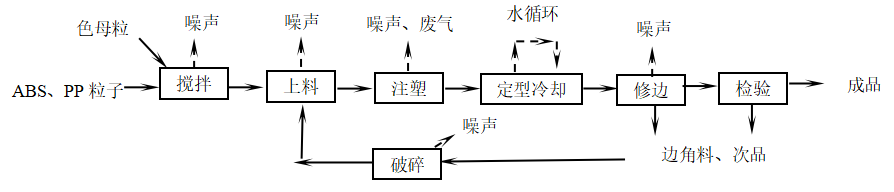 水循环
色母粒
噪声
噪声
噪声、废气
噪声
ABS、PP 粒子
搅拌
上料
注塑
定型冷却
修边
检验
成品
噪声
破碎
边角料、次品